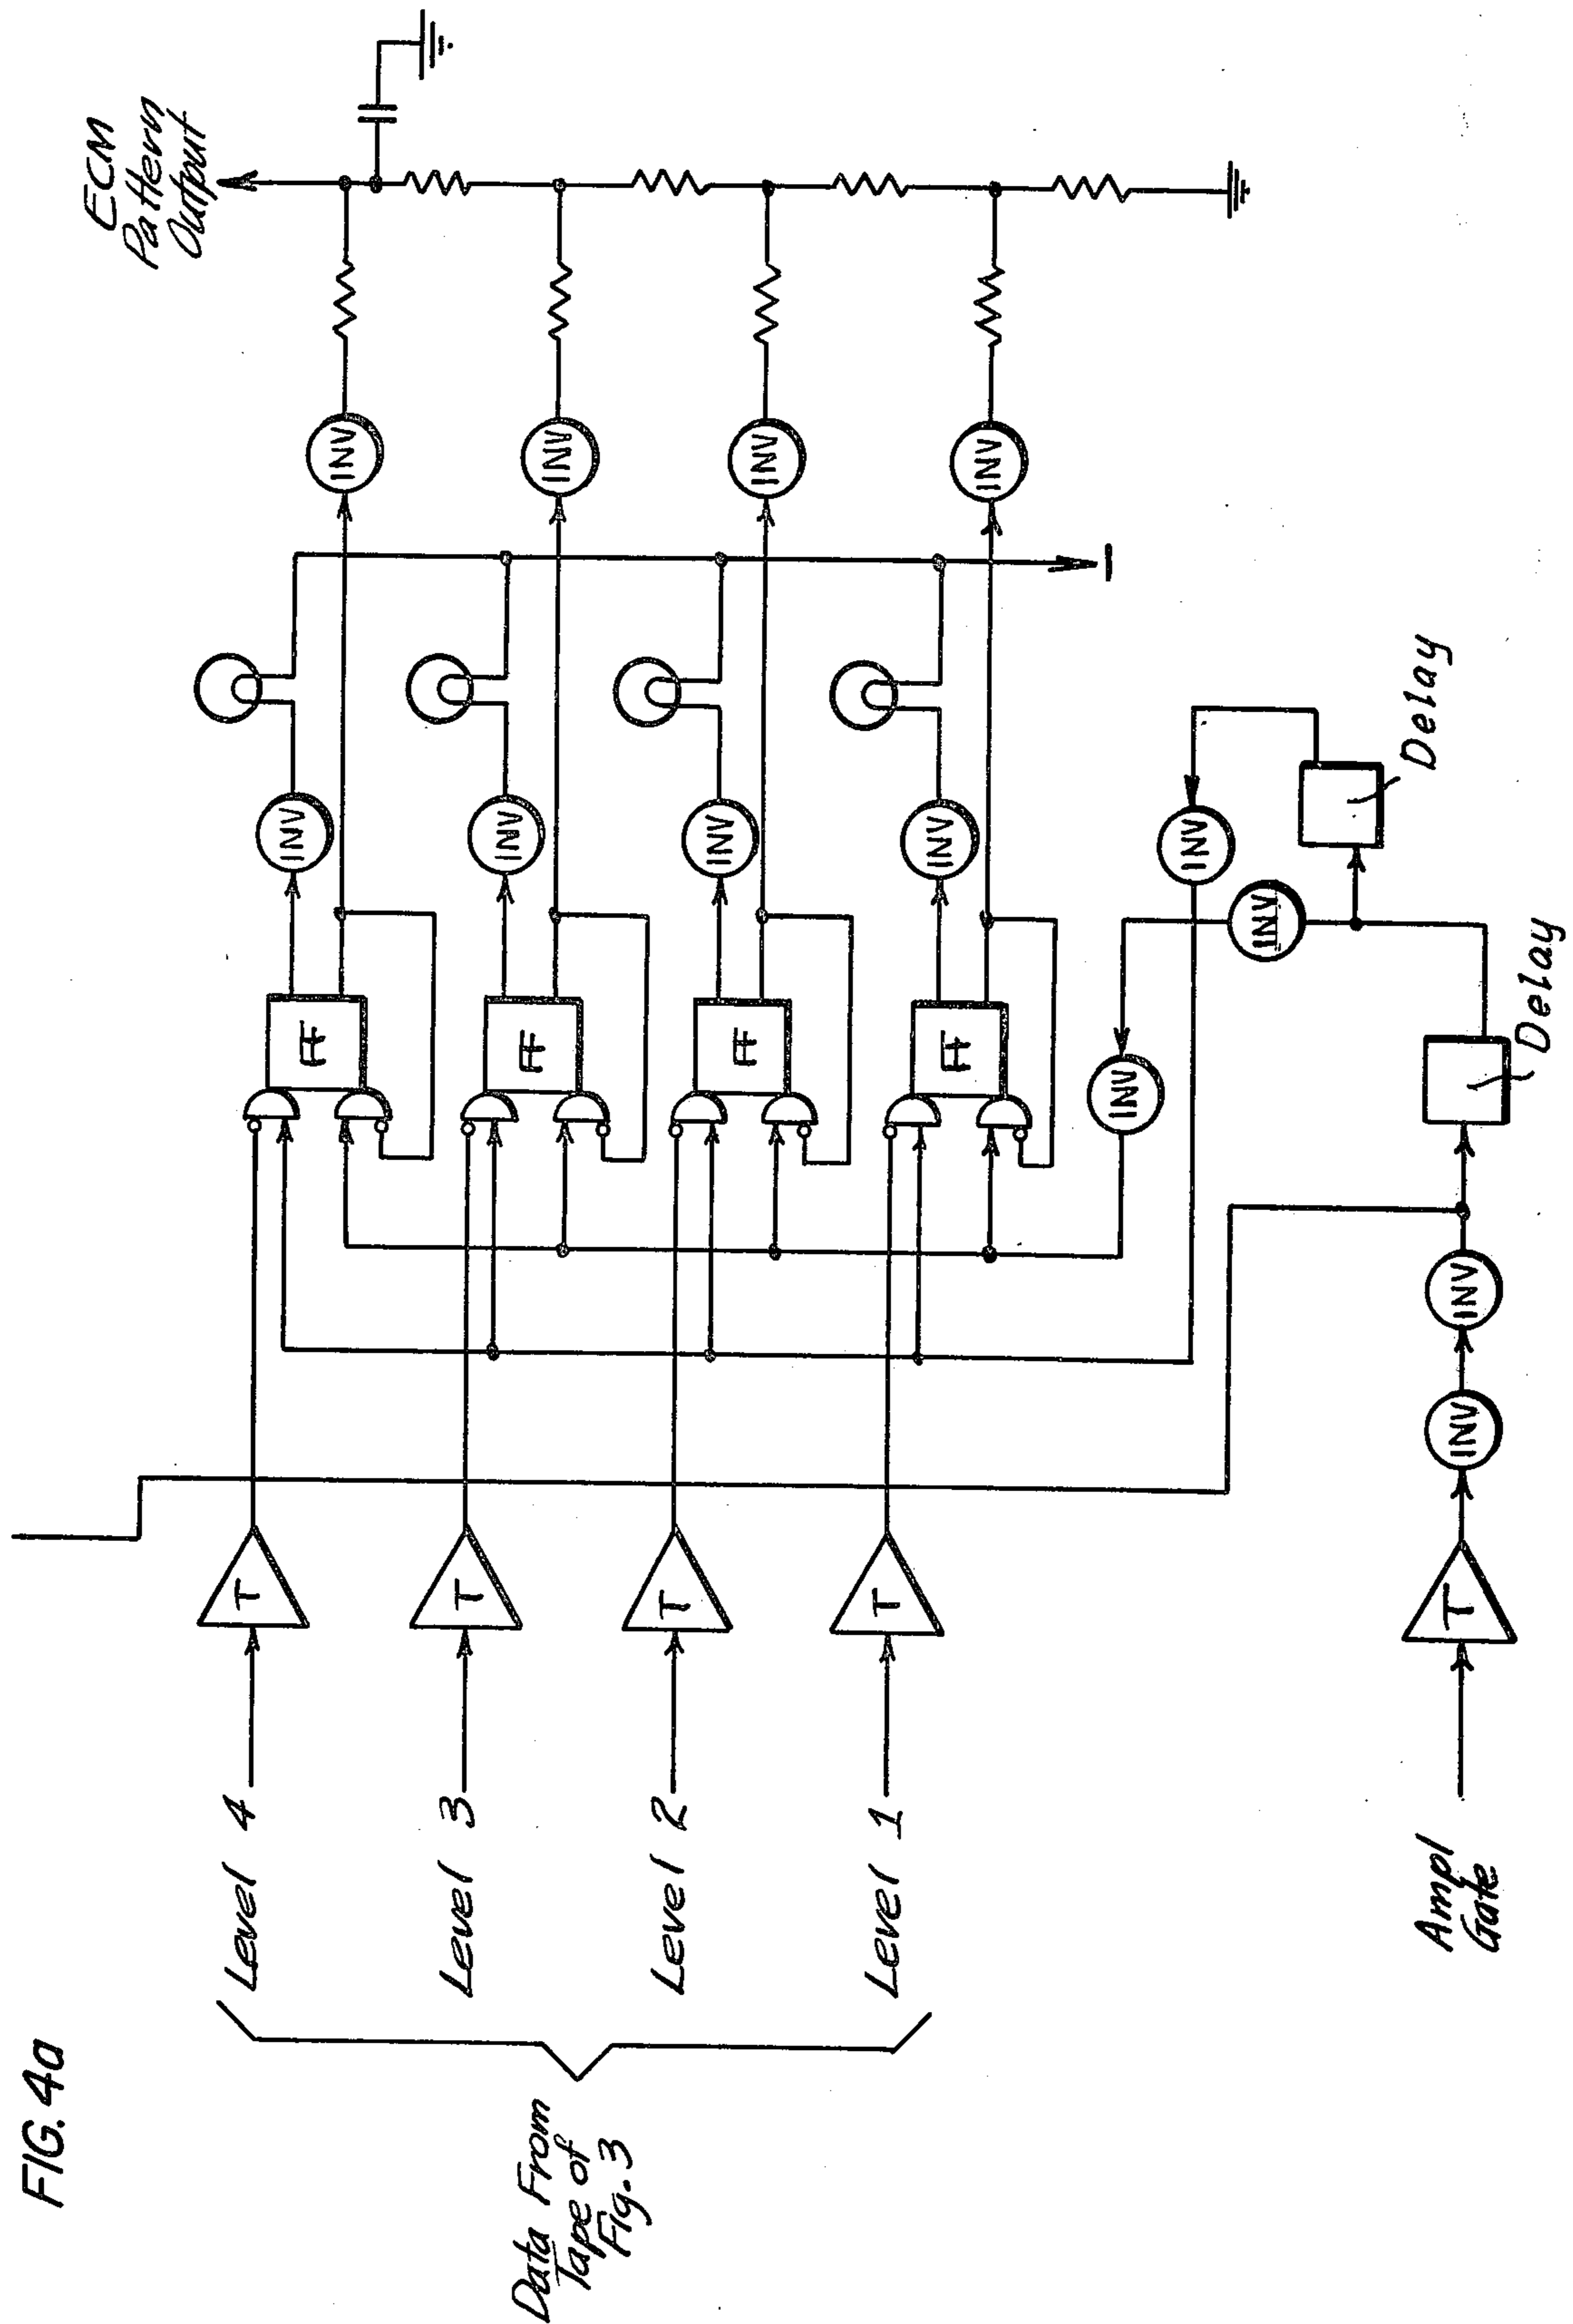 FIG. 4a
Data From
Tape of
Fig. 3
Level 4
Level 3
Level 2
Level 1
Ampl
Gate
T
T
T
T
T
INV
INV
FF
FF
FF
FF
INV
INV
INV
INV
INV
INV
INV
Delay
Delay
INV
INV
INV
INV
ECM
Pattern
Output